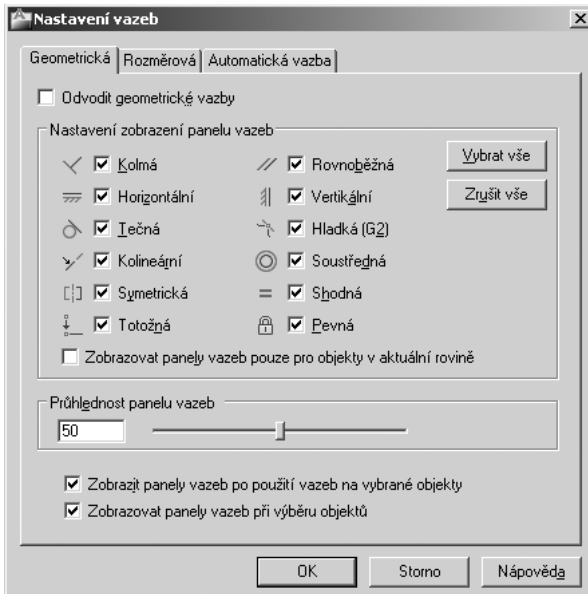 Nastavení vazeb
Geometrická Rozměrová Automatická vazba
Odvodit geometrické vazby
Nastavení zobrazení panelu vazeb
Kolmá Rovnoběžná Vybrat vše
Horizontální Vertikální Zrušit vše
Tečná Hladká (G2)
Kolineární Soustředná
Symetrická Shodná
Totožná Pevná
Zobrazovat panely vazeb pouze pro objekty v aktuální rovině
Průhlednost panelu vazeb
50
Zobrazit panely vazeb po použití vazeb na vybrané objekty
Zobrazovat panely vazeb při výběru objektů
OK Storno Nápověda